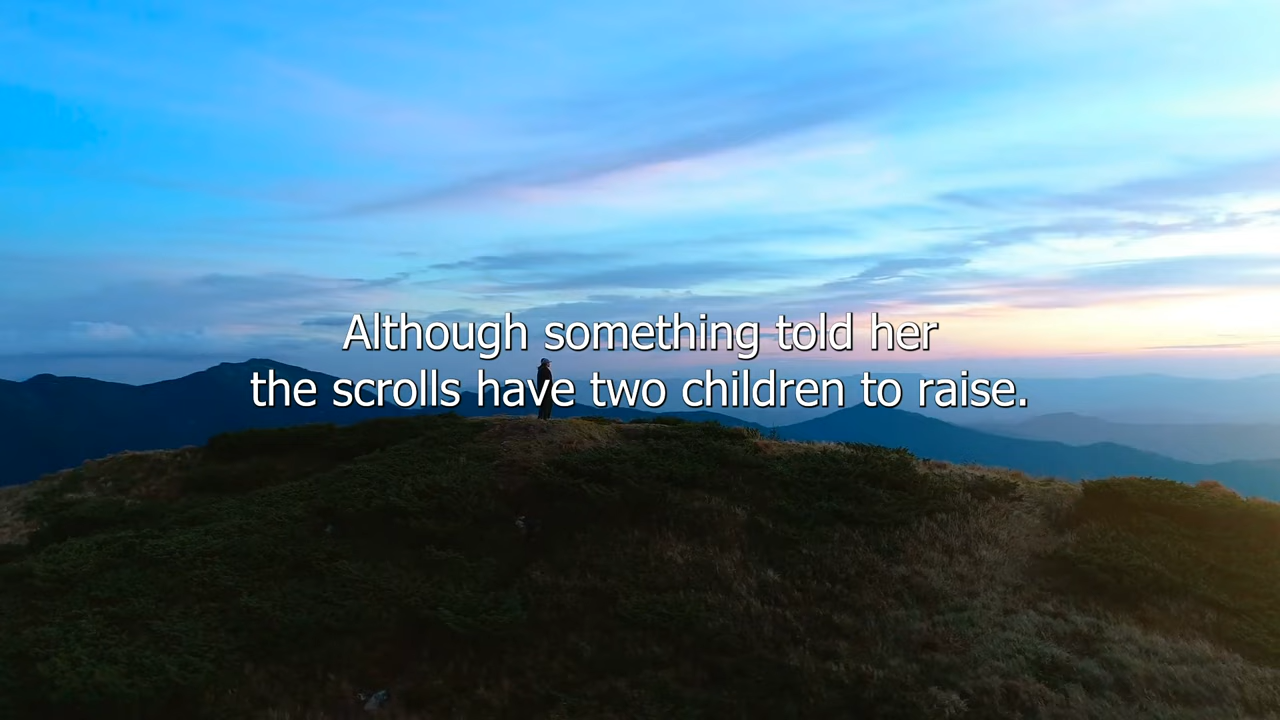 Although something told her
the scrolls have two children to raise.